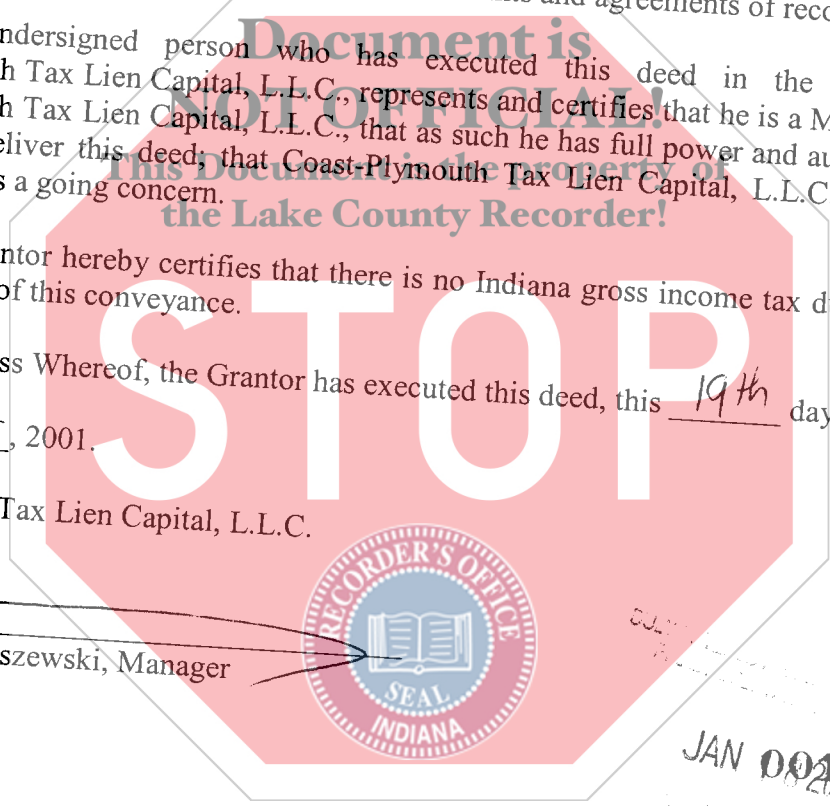 and agreements of reco
Document is
ndersigned person who has executed this deed in the
h Tax Lien Capital, L.L.C., represents and certifies that he is a M
NOT OFFICIAL!
h Tax Lien Capital, L.L.C., that as such he has full power and au
eliver this deed; that Coast-Plymouth Tax Lien Capital, L.L.C
This Document is the property of
s a going concern.
the Lake County Recorder!
ntor hereby certifies that there is no Indiana gross income tax d
of this conveyance.
STOP
ss Whereof, the Grantor has executed this deed, this 19th day
, 2001.
Tax Lien Capital, L.L.C.
RECORDER'S OFFICE
SEAL
INDIANA
szewski, Manager
JAN